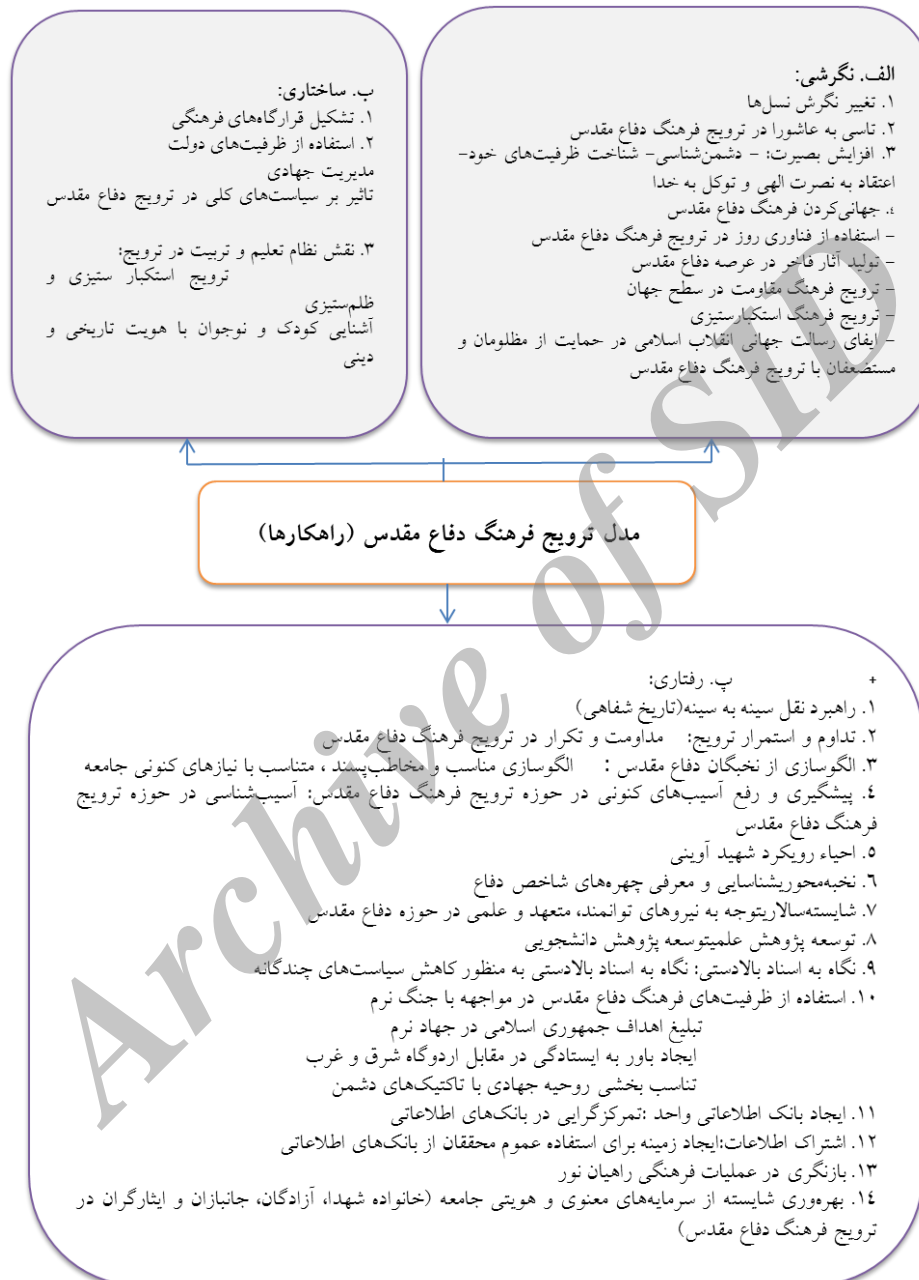 الف. نگرشی:
۱. تغییر نگرش نسل‌ها
۲. تاسی به عاشورا در ترویج فرهنگ دفاع مقدس
۳. افزایش بصیرت: - دشمن‌شناسی- شناخت ظرفیت‌های خود-
اعتقاد به نصرت الهی و توکل به خدا
٤. جهانی‌کردن فرهنگ دفاع مقدس
- استفاده از فناوری روز در ترویج فرهنگ دفاع مقدس
- تولید آثار فاخر در عرصه دفاع مقدس
- ترویج فرهنگ مقاومت در سطح جهان
- ترویج فرهنگ استکبارستیزی
- ایفای رسالت جهانی انقلاب اسلامی در حمایت از مظلومان و
مستضعفان با ترویج فرهنگ دفاع مقدس
ب. ساختاری:
۱. تشکیل قرارگاه‌های فرهنگی
۲. استفاده از ظرفیت‌های دولت
مدیریت جهادی
تاثیر بر سیاست‌های کلی در ترویج دفاع مقدس
۳. نقش نظام تعلیم و تربیت در ترویج:
ترویج استکبار ستیزی و
ظلم‌ستیزی
آشنایی کودک و نوجوان با هویت تاریخی و
دینی
مدل ترویج فرهنگ دفاع مقدس (راهکارها)
+ پ. رفتاری:
۱. راهبرد نقل سینه به سینه(تاریخ شفاهی)
۲. تداوم و استمرار ترویج: مداومت و تکرار در ترویج فرهنگ دفاع مقدس
۳. الگوسازی از نخبگان دفاع مقدس : الگوسازی مناسب و مخاطب‌پسند ، متناسب با نیازهای کنونی جامعه
٤. پیشگیری و رفع آسیب‌های کنونی در حوزه ترویج فرهنگ دفاع مقدس: آسیب‌شناسی در حوزه ترویج
فرهنگ دفاع مقدس
٥. احیاء رویکرد شهید آوینی
٦. نخبه‌محوریشناسایی و معرفی چهره‌های شاخص دفاع
۷. شایسته‌سالاریتوجه به نیروهای توانمند، متعهد و علمی در حوزه دفاع مقدس
۸. توسعه پژوهش علمیتوسعه پژوهش دانشجویی
۹. نگاه به اسناد بالادستی: نگاه به اسناد بالادستی به منظور کاهش سیاست‌های چندگانه
۱۰. استفاده از ظرفیت‌های فرهنگ دفاع مقدس در مواجهه با جنگ نرم
تبلیغ اهداف جمهوری اسلامی در جهاد نرم
ایجاد باور به ایستادگی در مقابل اردوگاه شرق و غرب
تناسب بخشی روحیه جهادی با تاکتیک‌های دشمن
۱۱. ایجاد بانک اطلاعاتی واحد :تمرکزگرایی در بانک‌های اطلاعاتی
۱۲. اشتراک اطلاعات:ایجاد زمینه برای استفاده عموم محققان از بانک‌های اطلاعاتی
۱۳. بازنگری در عملیات فرهنگی راهیان نور
۱٤. بهره‌وری شایسته از سرمایه‌های معنوی و هویتی جامعه (خانواده شهدا، آزادگان، جانبازان و ایثارگران در
ترویج فرهنگ دفاع مقدس)
Archive of SID